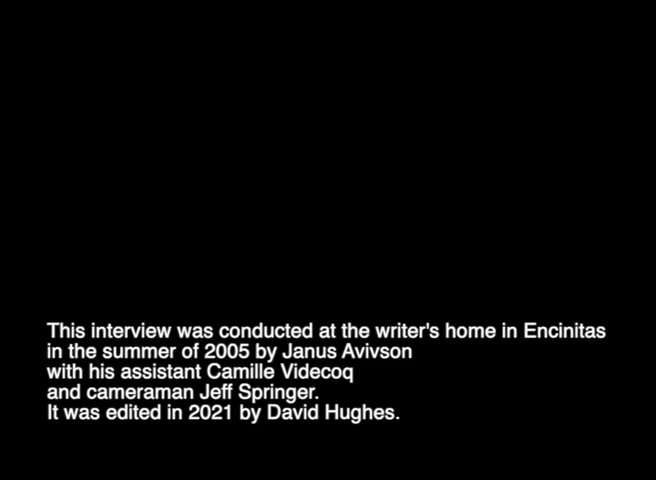 This interview was conducted at the writer's home in Encinitas
in the summer of 2005 by Janus Avivson
with his assistant Camille Videcoq
and cameraman Jeff Springer.
It was edited in 2021 by David Hughes.